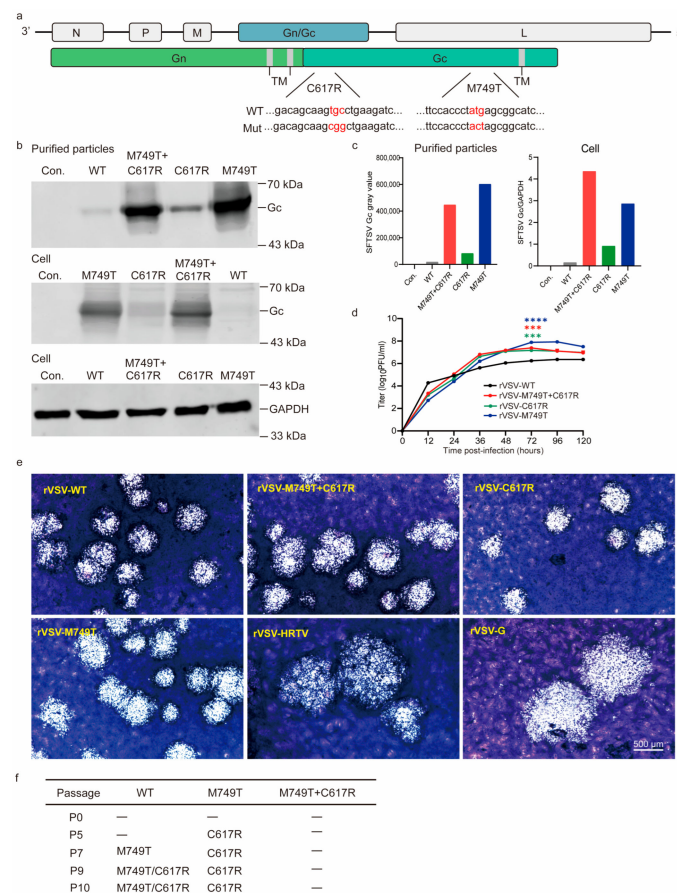 a
3' N P M Gn/Gc L
Gn Gc
TM TM
C617R M749T
WT ...gacagcaagtgcctgaagatc... ...ttccaccctatgagcggcatc...
Mut ...gacagcaagcggctgaagatc... ...ttccaccctactagcggcatc...
b
Purified particles
Con. WT M749T+ C617R M749T
C617R
70 kDa
Gc
43 kDa
Cell
Con. M749T C617R M749T+ WT
C617R
70 kDa
Gc
43 kDa
Cell
Con. WT M749T+ C617R M749T
C617R
43 kDa
GAPDH
33 kDa
c
Purified particles
SFTSV Gc gray value
800,000
600,000
400,000
200,000
0
Con. WT M749T+C617R C617R M749T
Cell
SFTSV Gc/GAPDH
5
4
3
2
1
0
Con. WT M749T+C617R C617R M749T
d
Titer (log10PFU/ml)
10
8
6
4
2
0
****
***
***
rVSV-WT
rVSV-M749T+C617R
rVSV-C617R
rVSV-M749T
0 12 24 36 48 72 96 120
Time post-infection (hours)
e
rVSV-WT rVSV-M749T+C617R rVSV-C617R
rVSV-M749T rVSV-HRTV rVSV-G
500 µm
f
Passage WT M749T M749T+C617R
P0 — — —
P5 — C617R —
P7 M749T C617R —
P9 M749T/C617R C617R —
P10 M749T/C617R C617R —